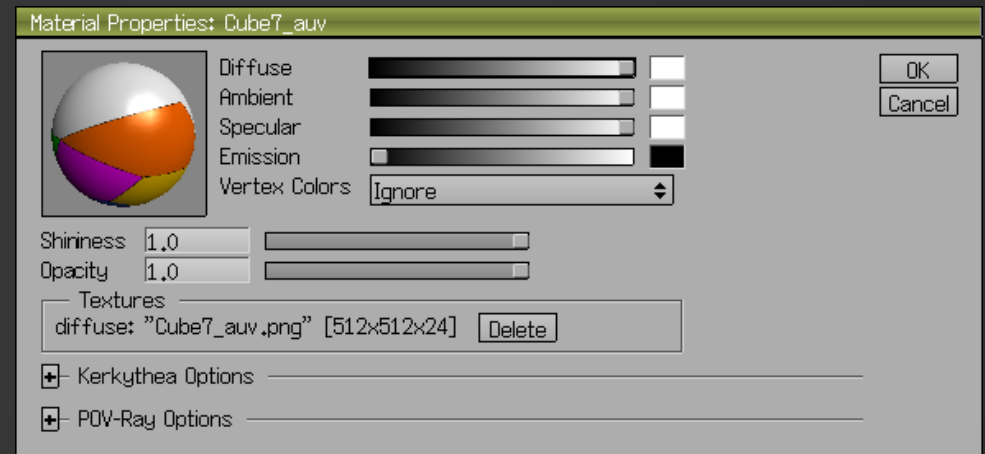 Material Properties: Cube7_auv
Diffuse
OK
Ambient
Cancel
Specular
Emission
Vertex Colors Ignore
Shininess 1.0
Opacity 1.0
Textures
diffuse: "Cube7_auv.png" [512x512x24] Delete
Kerkythea Options
POV-Ray Options